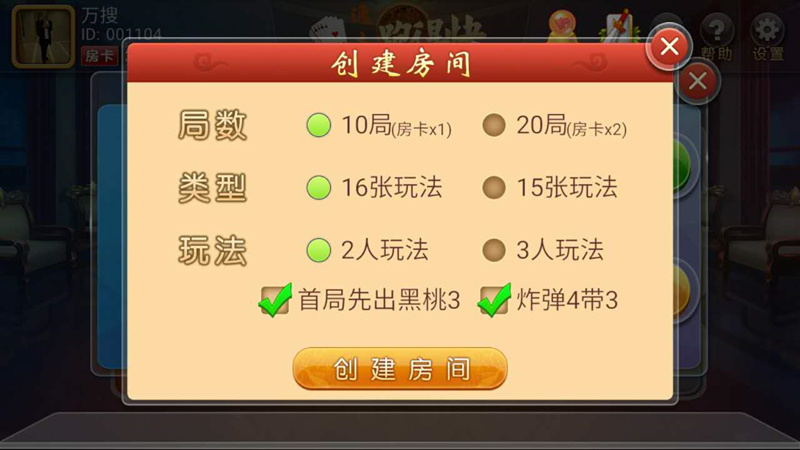 万搜
ID: 001104
房卡
跑得快
帮助
设置
创建房间
局数 10局(房卡x1) 20局(房卡x2)
类型 16张玩法 15张玩法
玩法 2人玩法 3人玩法
首局先出黑桃3 炸弹4带3
创建房间